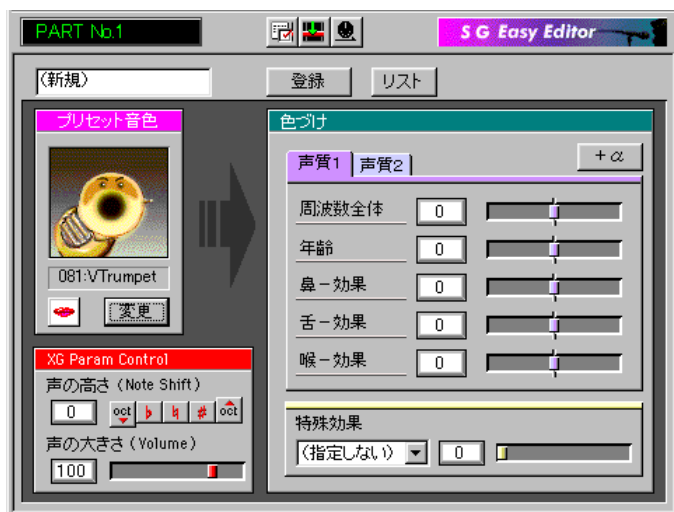 PART No.1
S G Easy Editor
(新規)
登録
リスト
プリセット音色
081:VTrumpet
変更
XG Param Control
声の高さ (Note Shift)
0
oct
♭
♮
♯
oct
声の大きさ (Volume)
100
色づけ
声質1
声質2
+α
周波数全体
0
年齢
0
鼻-効果
0
舌-効果
0
喉-効果
0
特殊効果
(指定しない)
0